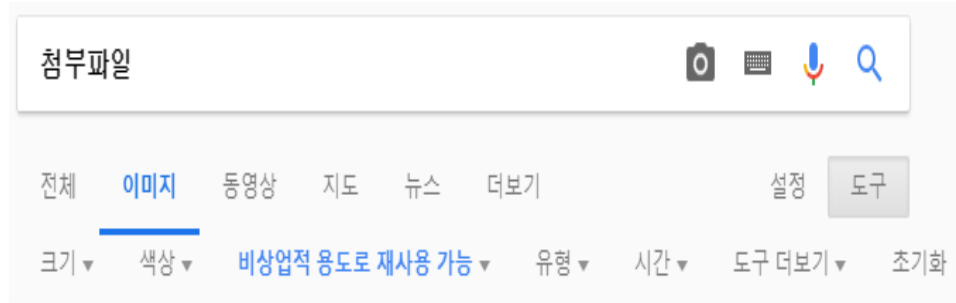 첨부파일
전체 이미지 동영상 지도 뉴스 더보기 설정 도구
크기 색상 비상업적 용도로 재사용 가능 유형 시간 도구 더보기 초기화